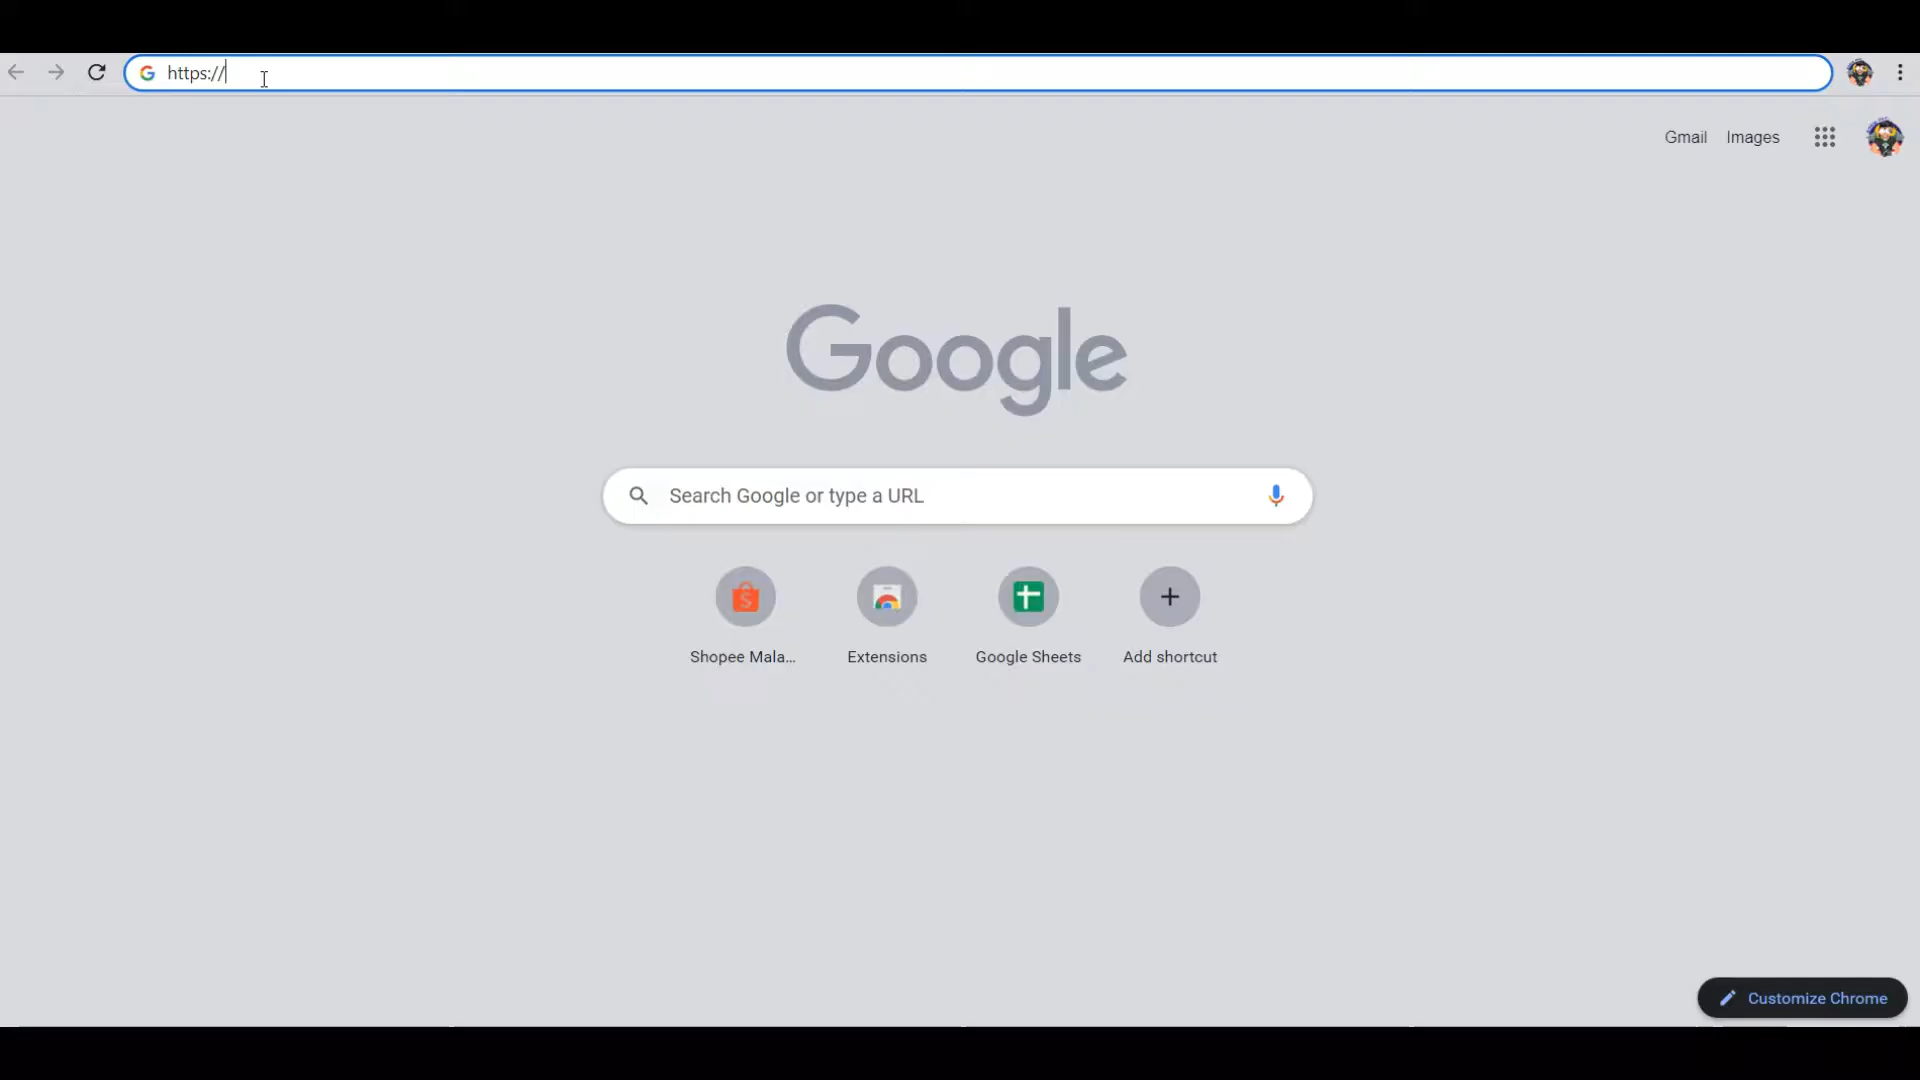 https://
Gmail Images
Google
Search Google or type a URL
Shopee Mala...
Extensions
Google Sheets
Add shortcut
Customize Chrome